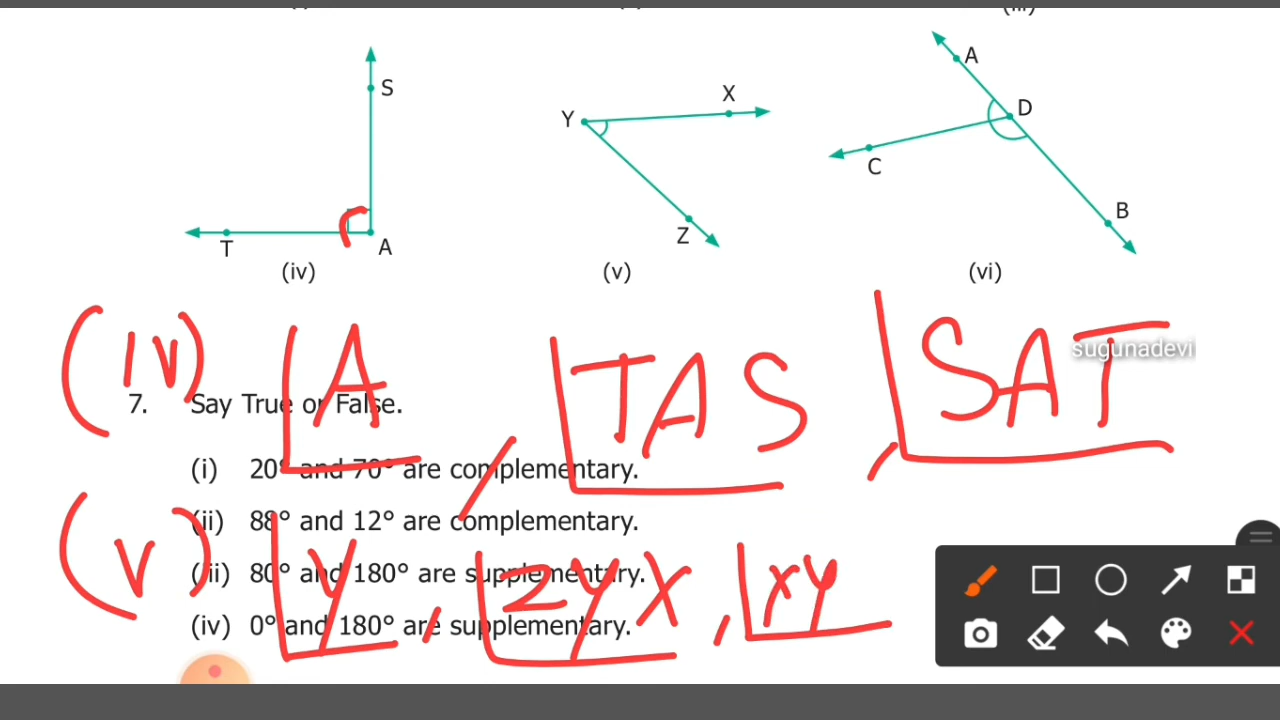 (iii)
A
S
X
Y
D
C
T
A
Z
B
(iv) (v) (vi)
(IV) A , TAS , SAT
sugunadevi
7. Say True or False.
(i) 20° and 70° are complementary.
(ii) 88° and 12° are complementary.
(V) Y , ZYX , XY
(iii) 80° and 180° are supplementary.
(iv) 0° and 180° are supplementary.